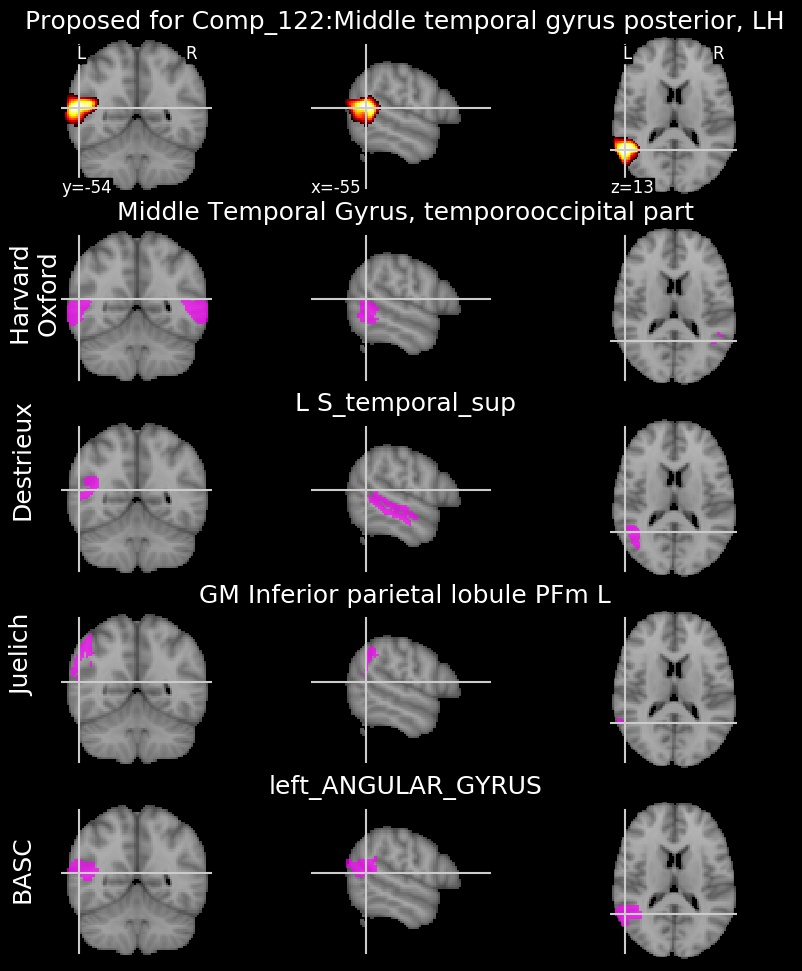 Proposed for Comp_122:Middle temporal gyrus posterior, LH
L R
L R
y=-54
x=-55
z=13
Middle Temporal Gyrus, temporooccipital part
Harvard
Oxford
L S_temporal_sup
Destrieux
GM Inferior parietal lobule PFm L
Juelich
left_ANGULAR_GYRUS
BASC